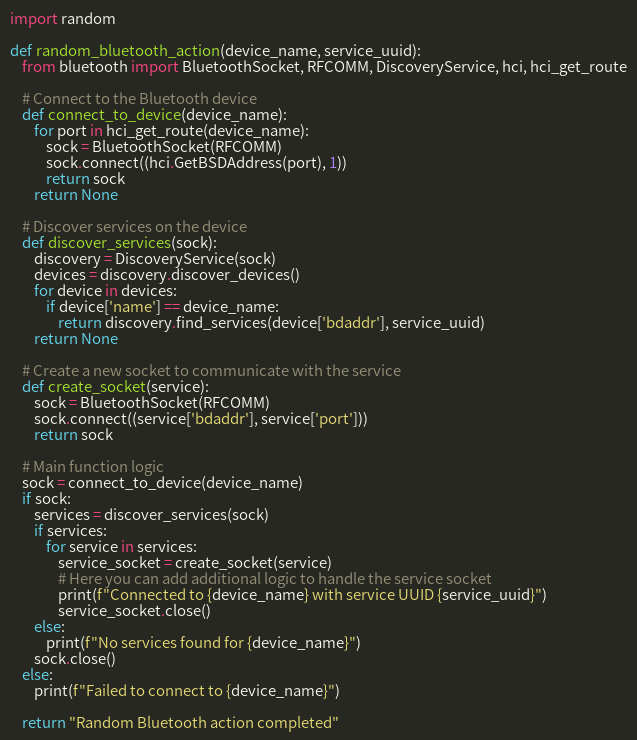 import random

def random_bluetooth_action(device_name, service_uuid):
    from bluetooth import BluetoothSocket, RFCOMM, DiscoveryService, hci, hci_get_route

    # Connect to the Bluetooth device
    def connect_to_device(device_name):
        for port in hci_get_route(device_name):
            sock = BluetoothSocket(RFCOMM)
            sock.connect((hci.GetBSDAddress(port), 1))
            return sock
        return None

    # Discover services on the device
    def discover_services(sock):
        discovery = DiscoveryService(sock)
        devices = discovery.discover_devices()
        for device in devices:
            if device['name'] == device_name:
                return discovery.find_services(device['bdaddr'], service_uuid)
        return None

    # Create a new socket to communicate with the service
    def create_socket(service):
        sock = BluetoothSocket(RFCOMM)
        sock.connect((service['bdaddr'], service['port']))
        return sock

    # Main function logic
    sock = connect_to_device(device_name)
    if sock:
        services = discover_services(sock)
        if services:
            for service in services:
                service_socket = create_socket(service)
                # Here you can add additional logic to handle the service socket
                print(f"Connected to {device_name} with service UUID {service_uuid}")
                service_socket.close()
        else:
            print(f"No services found for {device_name}")
        sock.close()
    else:
        print(f"Failed to connect to {device_name}")

    return "Random Bluetooth action completed"